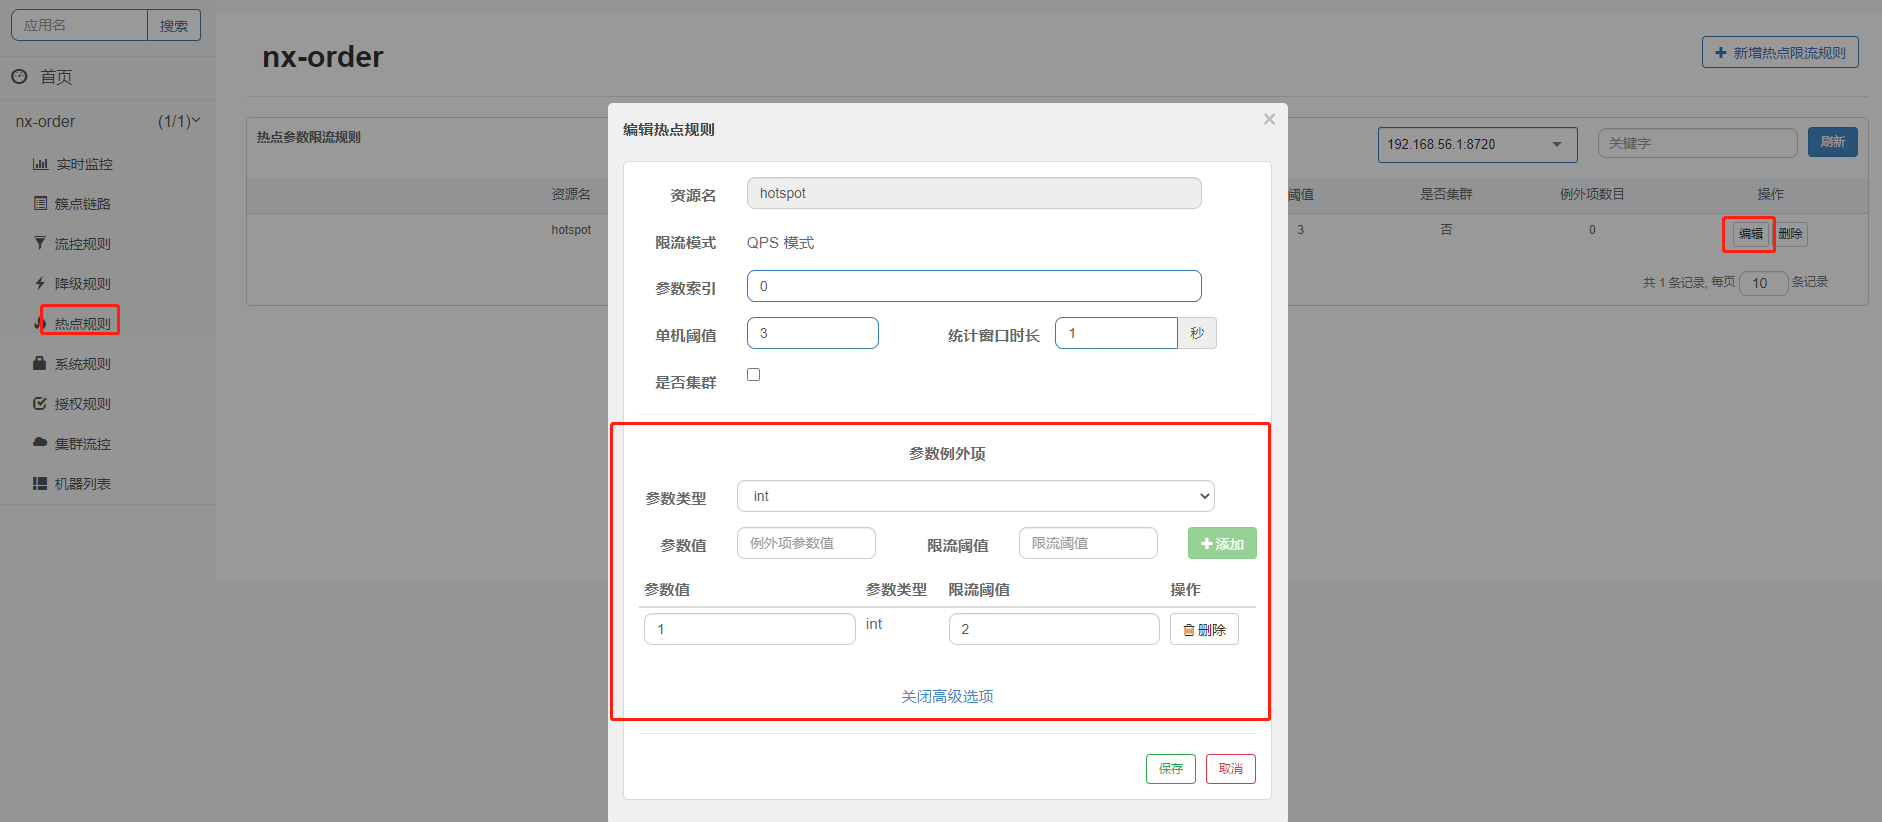 应用名
搜索
首页
nx-order (1/1)
实时监控
簇点链路
流控规则
降级规则
热点规则
系统规则
授权规则
集群流控
机器列表
nx-order
新增热点限流规则
热点参数限流规则
192.168.56.1:8720
关键字
刷新
资源名 阈值 是否集群 例外项数目 操作
hotspot 3 否 0 编辑 删除
共 1 条记录, 每页 10 条记录
编辑热点规则
×
资源名 hotspot
限流模式 QPS 模式
参数索引 0
单机阈值 3 统计窗口时长 1 秒
是否集群
参数例外项
参数类型 int
参数值 例外项参数值 限流阈值 限流阈值 添加
参数值 参数类型 限流阈值 操作
1 int 2 删除
关闭高级选项
保存 取消